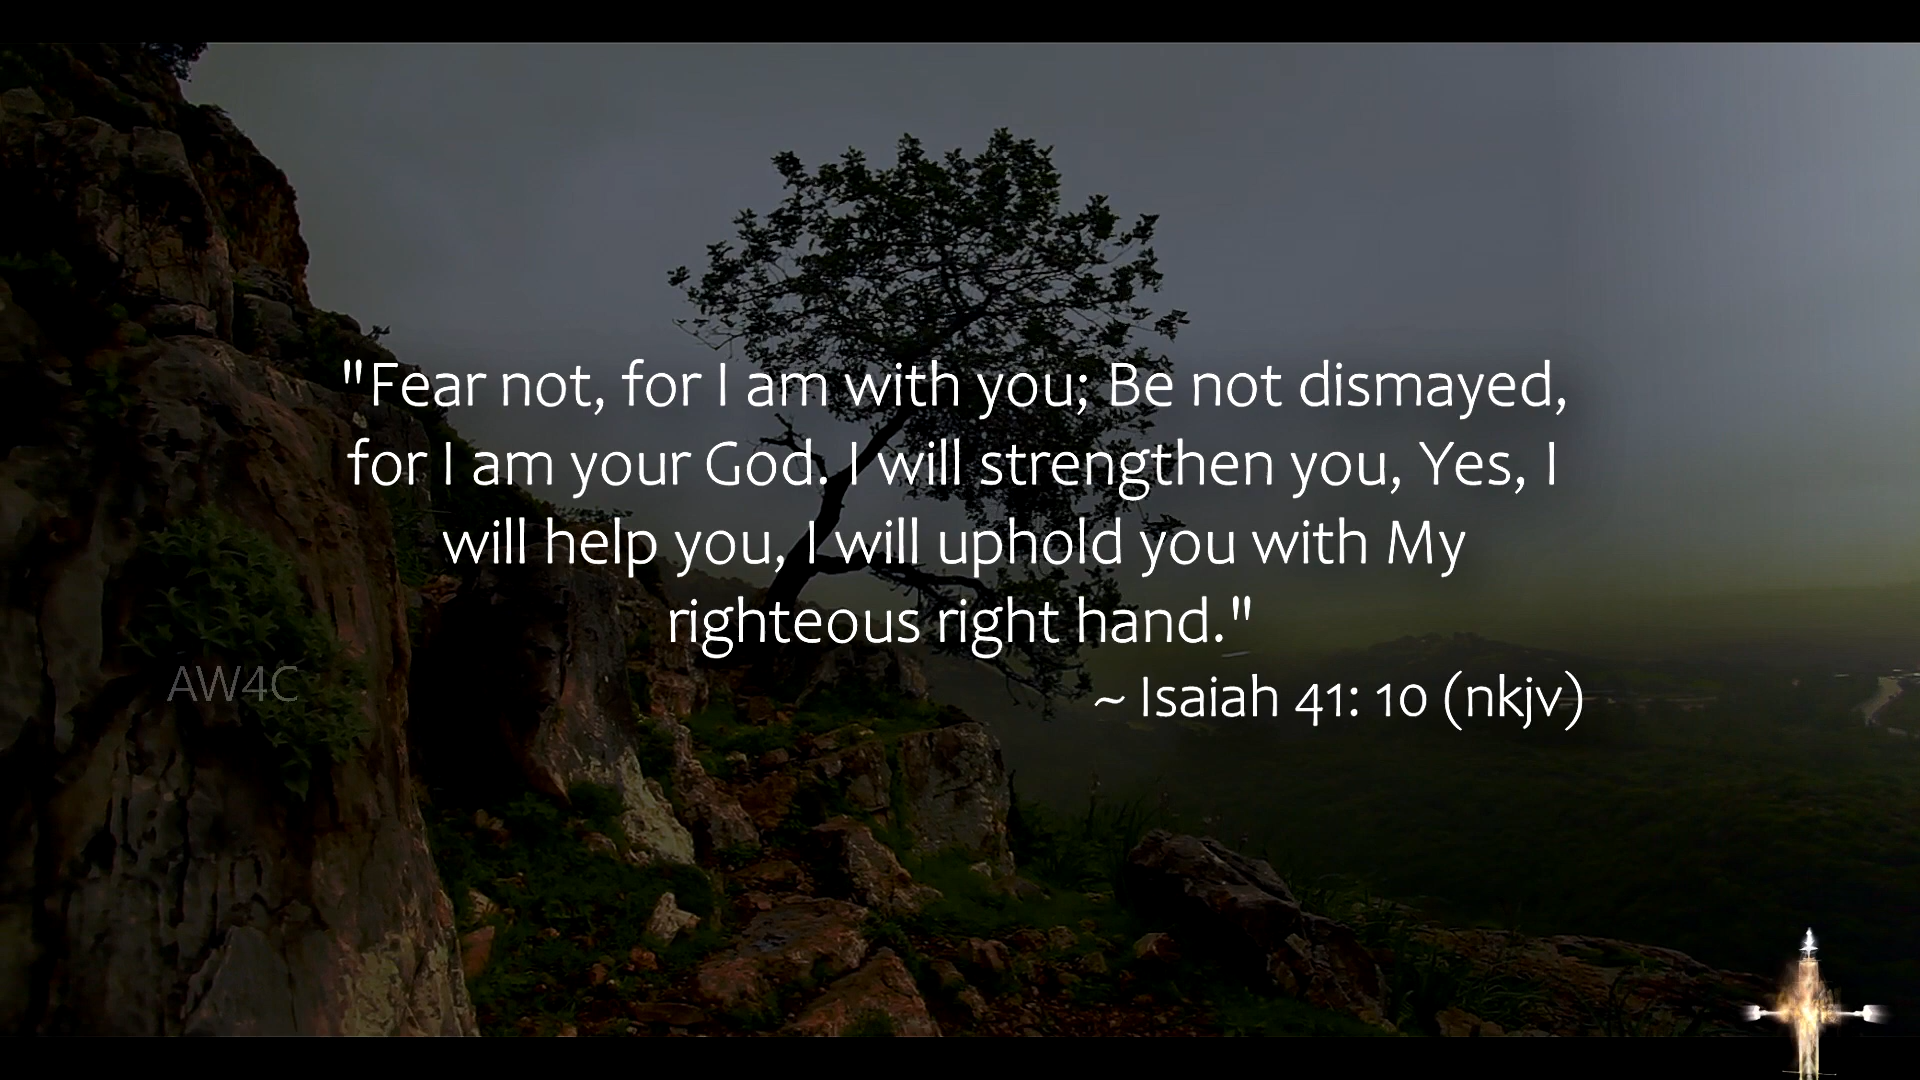 "Fear not, for I am with you; Be not dismayed,
for I am your God. I will strengthen you, Yes, I
will help you, I will uphold you with My
righteous right hand."
AW4C
~ Isaiah 41: 10 (nkjv)